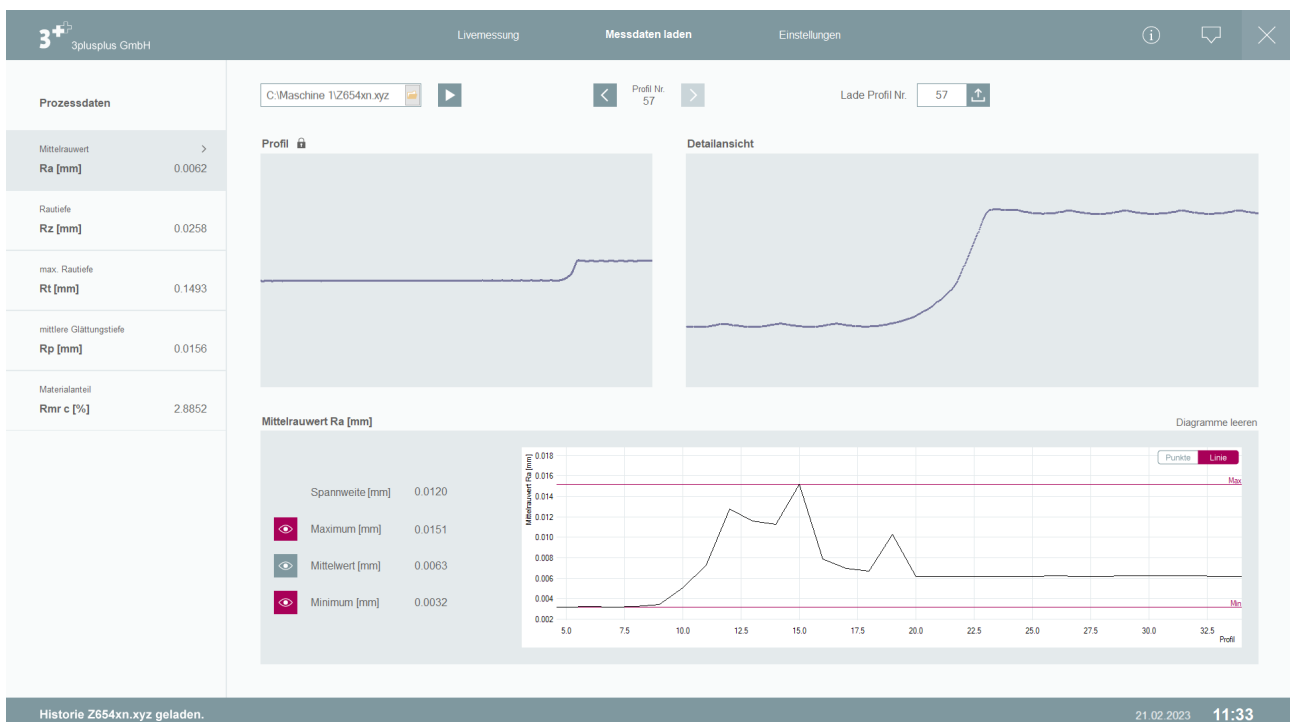 3++ 3plusplus GmbH
Livemessung Messdaten laden Einstellungen
Prozessdaten
Mittelrauwert
Ra [mm] 0.0062
Rautiefe
Rz [mm] 0.0258
max. Rautiefe
Rt [mm] 0.1493
mittlere Glättungstiefe
Rp [mm] 0.0156
Materialanteil
Rmr c [%] 2.8852
C:\Maschine 1\Z654xn.xyz
Profil Nr.
57
Lade Profil Nr. 57
Profil
Detailansicht
Mittelrauwert Ra [mm]
Diagramme leeren
Spannweite [mm] 0.0120
Maximum [mm] 0.0151
Mittelwert [mm] 0.0063
Minimum [mm] 0.0032
Mittelrauwert Ra [mm]
0.018
0.016
0.014
0.012
0.010
0.008
0.006
0.004
0.002
Punkte Linie
Max
Min
5.0 7.5 10.0 12.5 15.0 17.5 20.0 22.5 25.0 27.5 30.0 32.5
Profil
Historie Z654xn.xyz geladen.
21.02.2023 11:33